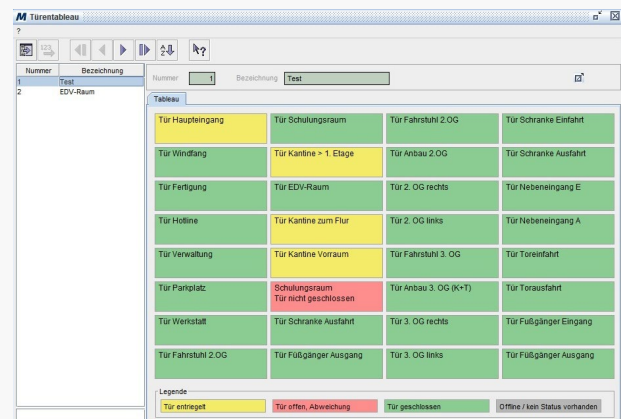 M Türentableau
?
123
A Z
?
Nummer Bezeichnung
1 Test
2 EDV-Raum
Nummer 1 Bezeichnung Test
Tableau
Tür Haupteingang
Tür Schulungsraum
Tür Fahrstuhl 2.OG
Tür Schranke Einfahrt
Tür Windfang
Tür Kantine > 1. Etage
Tür Anbau 2.OG
Tür Schranke Ausfahrt
Tür Fertigung
Tür EDV-Raum
Tür 2. OG rechts
Tür Nebeneingang E
Tür Hotline
Tür Kantine zum Flur
Tür 2. OG links
Tür Nebeneingang A
Tür Verwaltung
Tür Kantine Vorraum
Tür Fahrstuhl 3. OG
Tür Toreinfahrt
Tür Parkplatz
Schulungsraum
Tür nicht geschlossen
Tür Anbau 3. OG (K+T)
Tür Torausfahrt
Tür Werkstatt
Tür Schranke Ausfahrt
Tür 3. OG rechts
Tür Fußgänger Eingang
Tür Fahrstuhl 2.OG
Tür Füßgänger Ausgang
Tür 3. OG links
Tür Fußgänger Ausgang
Legende
Tür entriegelt
Tür offen, Abweichung
Tür geschlossen
Offline / kein Status vorhanden